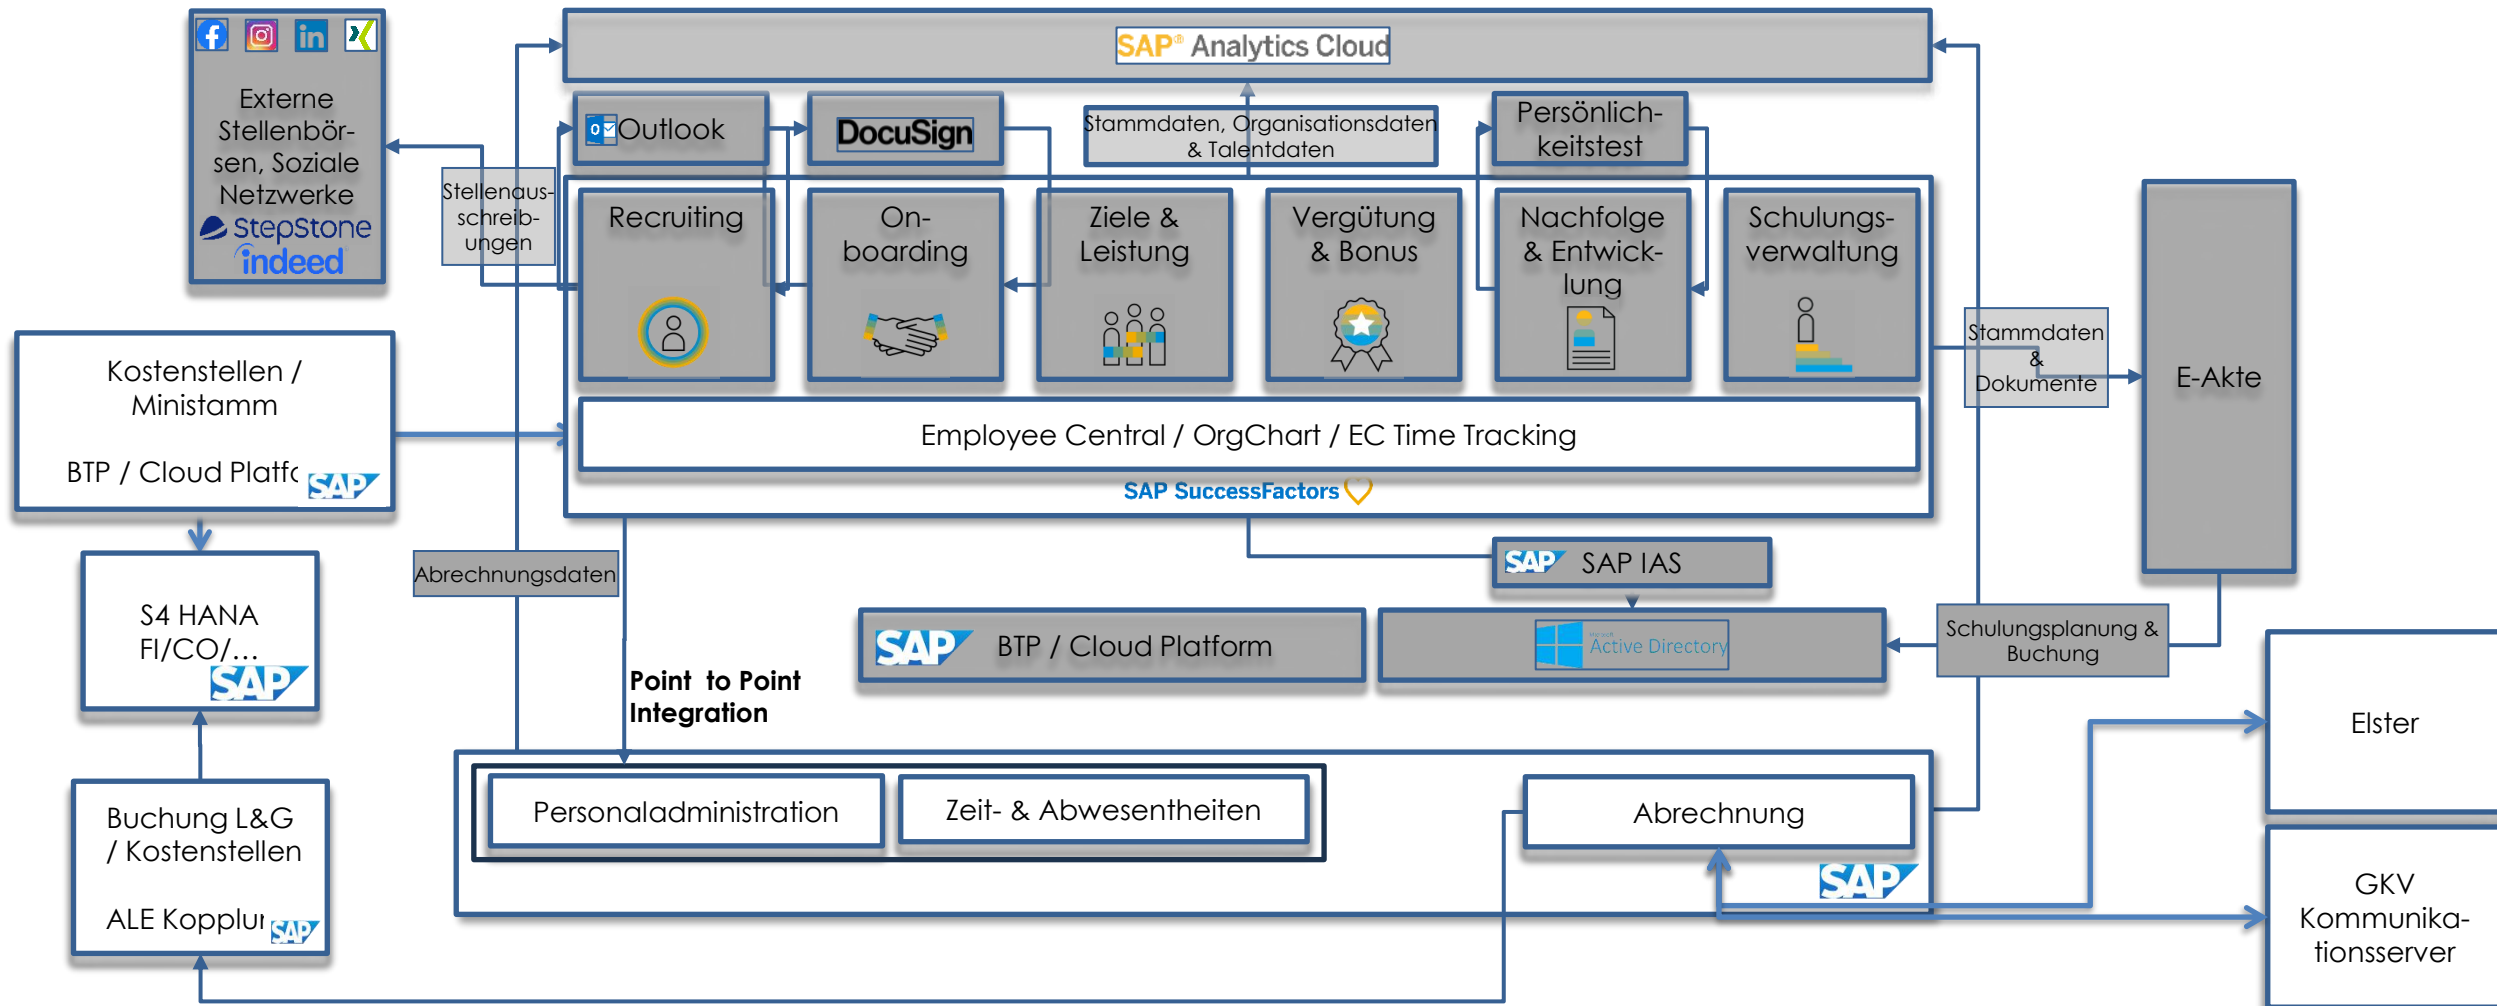 SAP® Analytics Cloud
Externe
Stellenbör-
sen, Soziale
Netzwerke
StepStone
indeed
Outlook
DocuSign
Stammdaten, Organisationsdaten
& Talentdaten
Persönlich-
keitstest
Stellenaus-
schreib-
ungen
Recruiting
On-
boarding
Ziele &
Leistung
Vergütung
& Bonus
Nachfolge
& Entwick-
lung
Schulungs-
verwaltung
Stammdaten
&
Dokumente
E-Akte
Kostenstellen /
Ministamm
BTP / Cloud
SAP
Employee Central / OrgChart / EC Time Tracking
SAP SuccessFactors
S4 HANA
FI/CO/...
SAP
Abrechnungsdaten
SAP
SAP IAS
SAP
BTP / Cloud Platform
Active Directory
Schulungsplanung &
Buchung
Point to Point
Integration
Elster
Personaladministration
Zeit- & Abwesentheiten
Abrechnung
SAP
Buchung L&G
/ Kostenstellen
ALE
SAP
GKV
Kommunika-
tionsserver